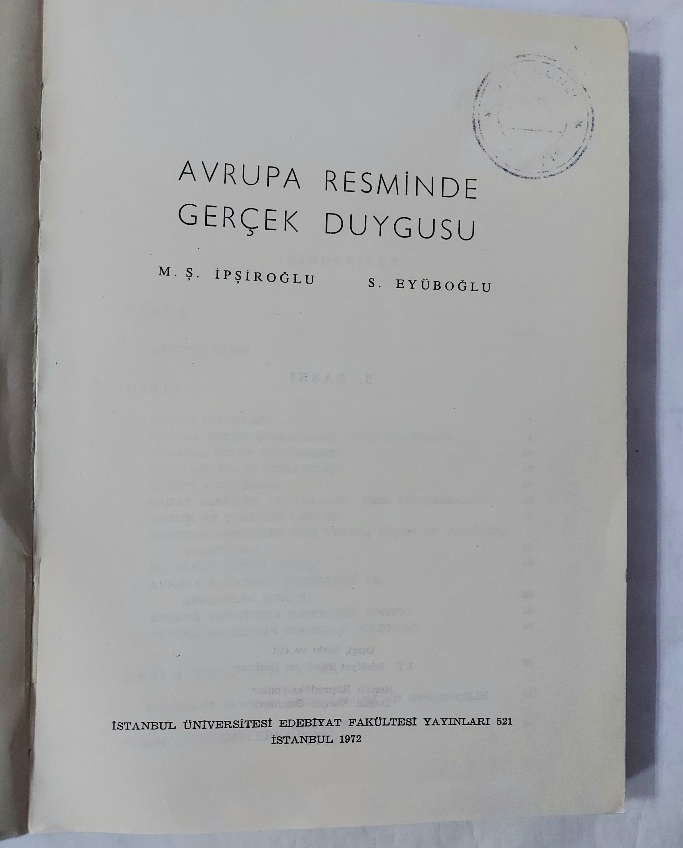 AVRUPA RESMİNDE
GERÇEK DUYGUSU
M. Ş. İPŞİROĞLU S. EYÜBOĞLU
İSTANBUL ÜNİVERSİTESİ EDEBİYAT FAKÜLTESİ YAYINLARI 521
İSTANBUL 1972